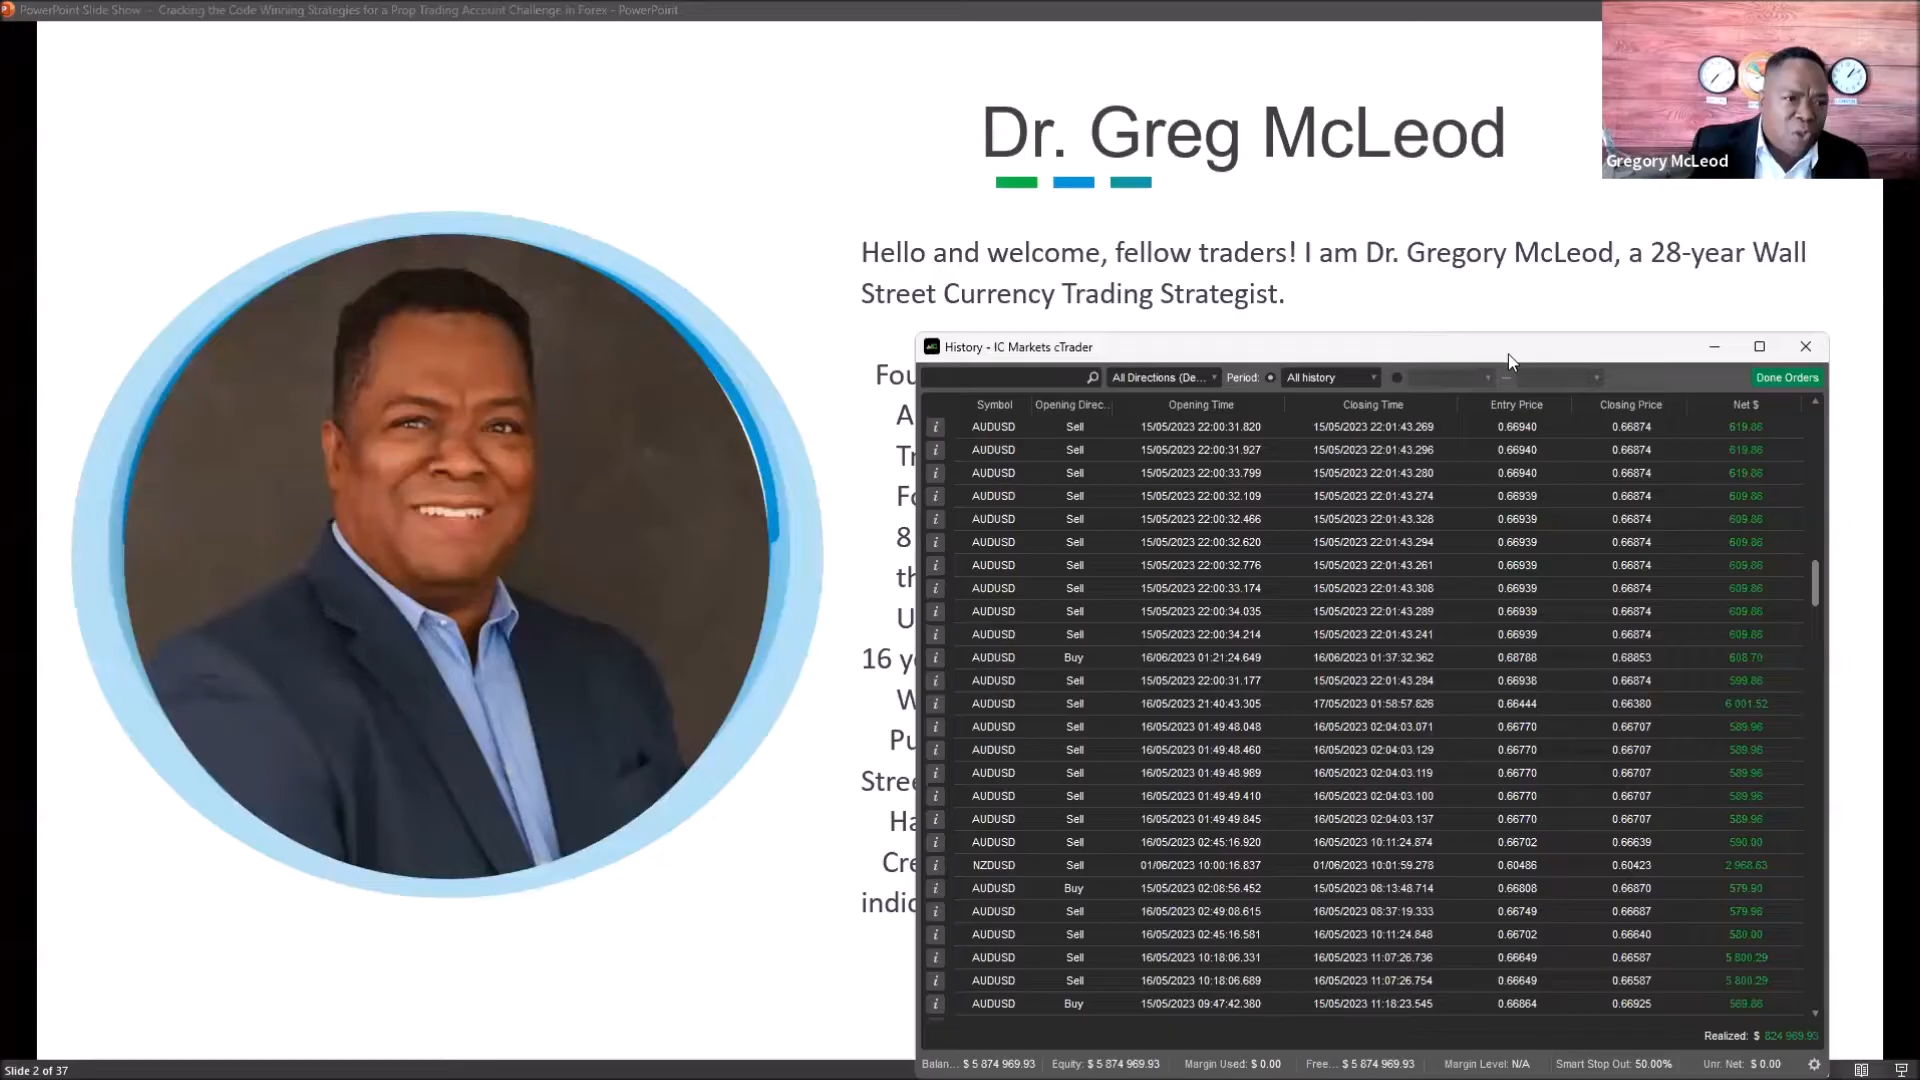 PowerPoint Slide Show - Cracking the Code Winning Strategies for a Prop Trading Account Challenge in Forex - PowerPoint
Gregory McLeod
Dr. Greg McLeod
Hello and welcome, fellow traders! I am Dr. Gregory McLeod, a 28-year Wall
Street Currency Trading Strategist.
History - IC Markets cTrader
All Directions (De... Period: All history Done Orders
Symbol Opening Direc... Opening Time Closing Time Entry Price Closing Price Net $
AUDUSD Sell 15/05/2023 22:00:31.820 15/05/2023 22:01:43.269 0.66940 0.66874 619.86
AUDUSD Sell 15/05/2023 22:00:31.927 15/05/2023 22:01:43.296 0.66940 0.66874 619.86
AUDUSD Sell 15/05/2023 22:00:33.799 15/05/2023 22:01:43.280 0.66940 0.66874 619.86
AUDUSD Sell 15/05/2023 22:00:32.109 15/05/2023 22:01:43.274 0.66939 0.66874 609.86
AUDUSD Sell 15/05/2023 22:00:32.466 15/05/2023 22:01:43.328 0.66939 0.66874 609.86
AUDUSD Sell 15/05/2023 22:00:32.620 15/05/2023 22:01:43.294 0.66939 0.66874 609.86
AUDUSD Sell 15/05/2023 22:00:32.776 15/05/2023 22:01:43.261 0.66939 0.66874 609.86
AUDUSD Sell 15/05/2023 22:00:33.174 15/05/2023 22:01:43.308 0.66939 0.66874 609.86
AUDUSD Sell 15/05/2023 22:00:34.035 15/05/2023 22:01:43.289 0.66939 0.66874 609.86
AUDUSD Sell 15/05/2023 22:00:34.214 15/05/2023 22:01:43.241 0.66939 0.66874 609.86
AUDUSD Buy 16/06/2023 01:21:24.649 16/06/2023 01:37:32.362 0.68788 0.68853 608.70
AUDUSD Sell 15/05/2023 22:00:31.177 15/05/2023 22:01:43.284 0.66938 0.66874 599.86
AUDUSD Sell 16/05/2023 21:40:43.305 17/05/2023 01:58:57.826 0.66444 0.66380 6 001.52
AUDUSD Sell 16/05/2023 01:49:48.048 16/05/2023 02:04:03.071 0.66770 0.66707 589.96
AUDUSD Sell 16/05/2023 01:49:48.460 16/05/2023 02:04:03.129 0.66770 0.66707 589.96
AUDUSD Sell 16/05/2023 01:49:48.989 16/05/2023 02:04:03.119 0.66770 0.66707 589.96
AUDUSD Sell 16/05/2023 01:49:49.410 16/05/2023 02:04:03.100 0.66770 0.66707 589.96
AUDUSD Sell 16/05/2023 01:49:49.845 16/05/2023 02:04:03.137 0.66770 0.66707 589.96
AUDUSD Sell 16/05/2023 02:45:16.920 16/05/2023 10:11:24.874 0.66702 0.66639 590.00
NZDUSD Sell 01/06/2023 10:00:16.837 01/06/2023 10:01:59.278 0.60486 0.60423 2 968.63
AUDUSD Buy 15/05/2023 02:08:56.452 15/05/2023 08:13:48.714 0.66808 0.66870 579.90
AUDUSD Sell 16/05/2023 02:49:08.615 16/05/2023 08:37:19.333 0.66749 0.66687 579.96
AUDUSD Sell 16/05/2023 02:45:16.581 16/05/2023 10:11:24.848 0.66702 0.66640 580.00
AUDUSD Sell 16/05/2023 10:18:06.331 16/05/2023 11:07:26.736 0.66649 0.66587 5 800.29
AUDUSD Sell 16/05/2023 10:18:06.689 16/05/2023 11:07:26.754 0.66649 0.66587 5 800.29
AUDUSD Buy 15/05/2023 09:47:42.380 15/05/2023 11:18:23.545 0.66864 0.66925 569.86
Realized: $ 824 969.93
Balan... $ 5 874 969.93 Equity: $ 5 874 969.93 Margin Used: $ 0.00 Free... $ 5 874 969.93 Margin Level: N/A Smart Stop Out: 50.00% Unr. Net: $ 0.00
8
16
Slide 2 of 37